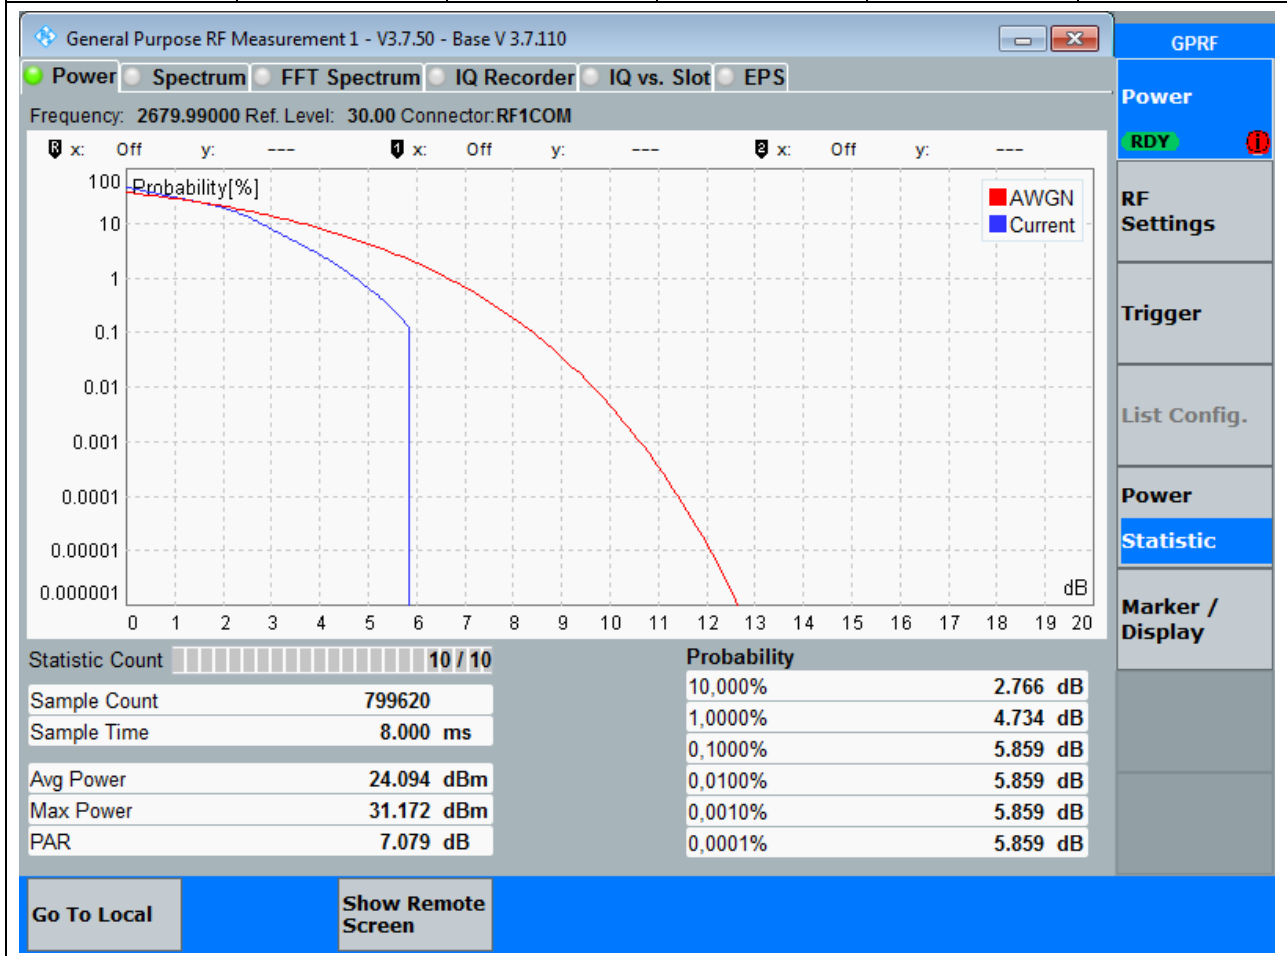 General Purpose RF Measurement 1 - V3.7.50 - Base V 3.7.110
GPRF
Power Spectrum FFT Spectrum IQ Recorder IQ vs. Slot EPS
Frequency: 2679.99000 Ref. Level: 30.00 Connector:RF1COM
Power
RDY
R x: Off y: --- 1 x: Off y: --- 2 x: Off y: ---
Probability[%]
AWGN
Current
100
10
1
0.1
0.01
0.001
0.0001
0.00001
0.000001
dB
0 1 2 3 4 5 6 7 8 9 10 11 12 13 14 15 16 17 18 19 20
RF
Settings
Trigger
List Config.
Power
Statistic
Marker /
Display
Statistic Count 10 / 10
Sample Count 799620
Sample Time 8.000 ms
Avg Power 24.094 dBm
Max Power 31.172 dBm
PAR 7.079 dB
Probability
10,000% 2.766 dB
1,0000% 4.734 dB
0,1000% 5.859 dB
0,0100% 5.859 dB
0,0010% 5.859 dB
0,0001% 5.859 dB
Go To Local
Show Remote
Screen